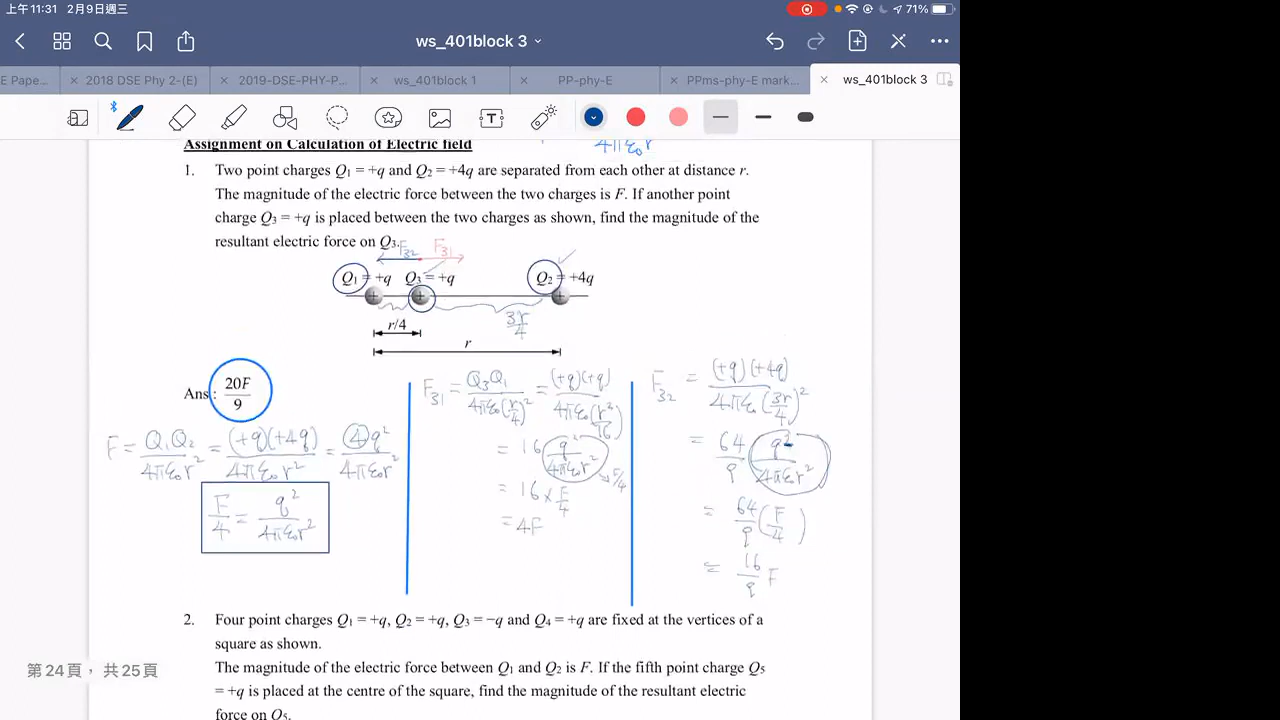 上午11:31 2月9日週三
71%
ws_401block 3
E Pape... × 2018 DSE Phy 2-(E) × 2019-DSE-PHY-P... × ws_401block 1 × PP-phy-E × PPms-phy-E mark... × ws_401block 3
4πε₀r
Assignment on Calculation of Electric field
1. Two point charges Q₁ = +q and Q₂ = +4q are separated from each other at distance r.
The magnitude of the electric force between the two charges is F. If another point
charge Q₃ = +q is placed between the two charges as shown, find the magnitude of the
resultant electric force on Q₃.
F₃₂ F₃₁
Q₁ = +q Q₃ = +q Q₂ = +4q
3r/4
r/4
r
Ans.: 20F/9
F = Q₁Q₂/4πε₀r² = (+q)(+4q)/4πε₀r² = 4q²/4πε₀r²
F/4 = q²/4πε₀r²
F₃₁ = Q₃Q₁/4πε₀(r/4)² = (+q)(+q)/4πε₀(r²/16)
= 16 q²/4πε₀r² → F/4
= 16 × F/4
= 4F
F₃₂ = (+q)(+4q)/4πε₀(3r/4)²
= 64/9 q²/4πε₀r²
= 64/9 (F/4)
= 16/9 F
2. Four point charges Q₁ = +q, Q₂ = +q, Q₃ = −q and Q₄ = +q are fixed at the vertices of a
square as shown.
The magnitude of the electric force between Q₁ and Q₂ is F. If the fifth point charge Q₅
= +q is placed at the centre of the square, find the magnitude of the resultant electric
force on Q₅.
第24頁，共25頁